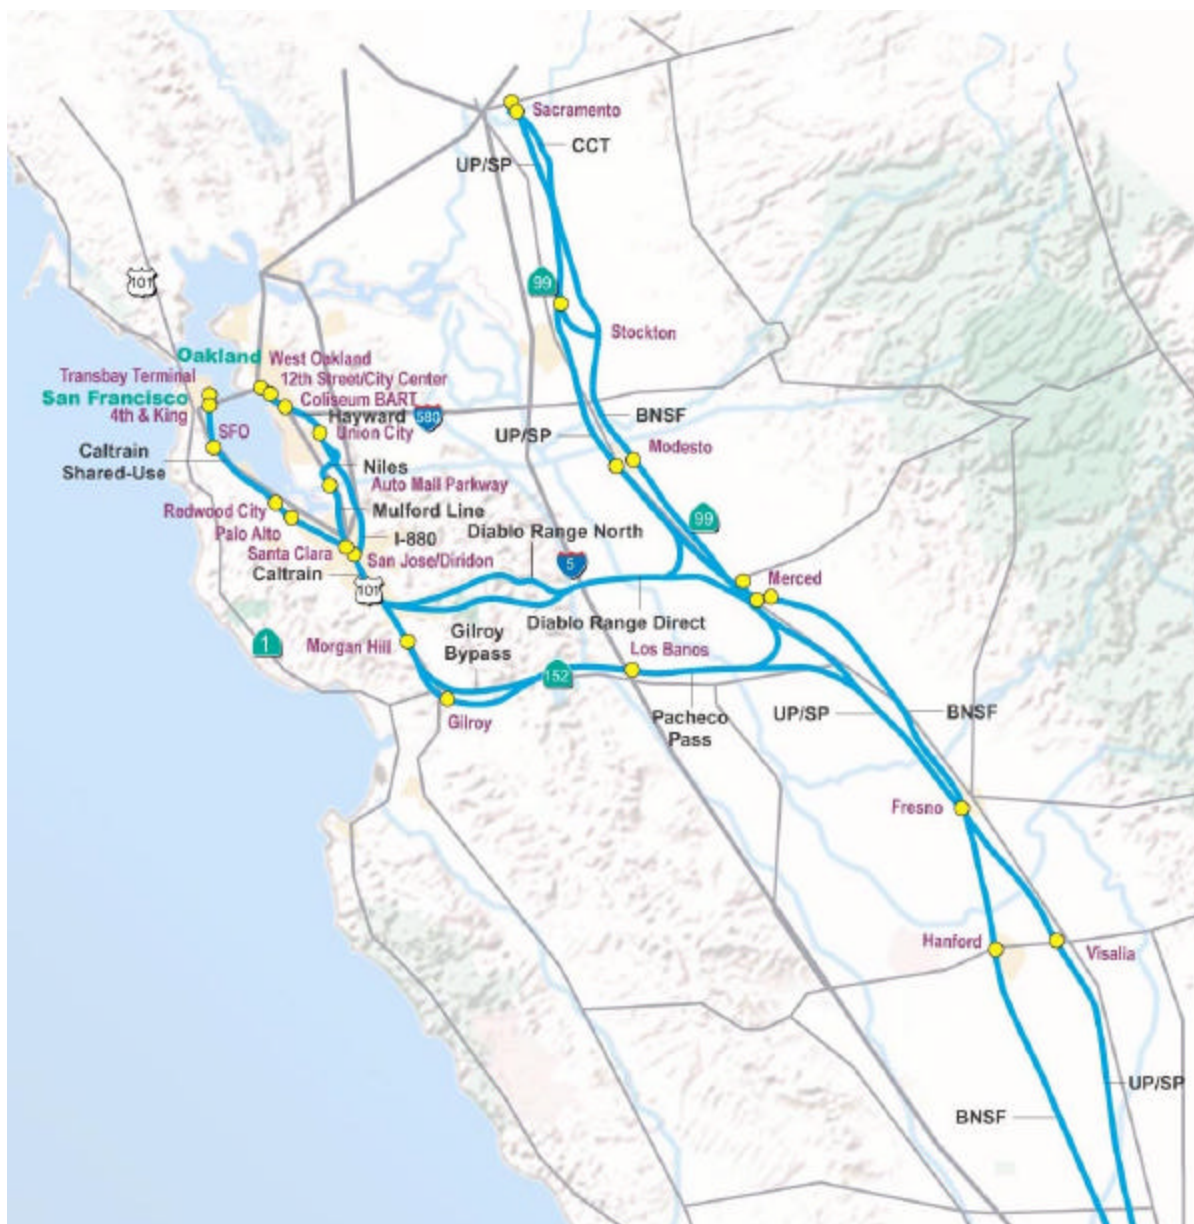 Sacramento
CCT
UP/SP
101
99
Stockton
Oakland
West Oakland
Transbay Terminal
12th Street/City Center
San Francisco
Coliseum BART
4th & King
Hayward
580
BNSF
SFO
Union City
UP/SP
Modesto
Caltrain
Shared-Use
Niles
Auto Mall Parkway
Redwood City
Mulford Line
99
Palo Alto
I-880
Diablo Range North
Santa Clara
San Jose/Diridon
5
Caltrain
Merced
101
Diablo Range Direct
Gilroy
Bypass
1
Morgan Hill
Los Banos
152
Gilroy
Pacheco
Pass
UP/SP
BNSF
Fresno
Hanford
Visalia
UP/SP
BNSF